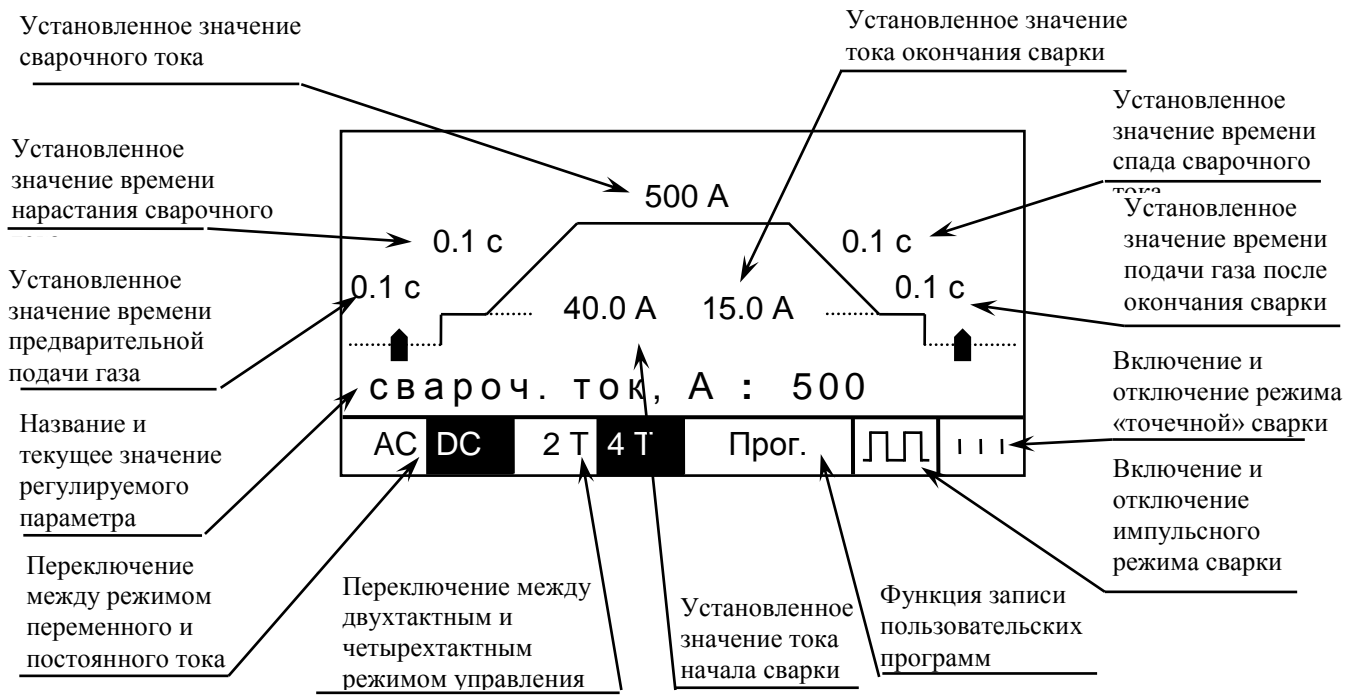 Установленное значение
сварочного тока
Установленное значение
тока окончания сварки
Установленное
значение времени
нарастания сварочного
Установленное
значение времени
спада сварочного
тока
Установленное
значение времени
предварительной
подачи газа
Установленное
значение времени
подачи газа после
окончания сварки
500 А
0.1 с
0.1 с
0.1 с
0.1 с
40.0 А
15.0 А
свароч. ток, А : 500
AC DC 2 T 4 T Прог.
Название и
текущее значение
регулируемого
параметра
Включение и
отключение режима
«точечной» сварки
Включение и
отключение
импульсного
режима сварки
Переключение
между режимом
переменного и
постоянного тока
Переключение между
двухтактным и
четырехтактным
режимом управления
Установленное
значение тока
начала сварки
Функция записи
пользовательских
программ